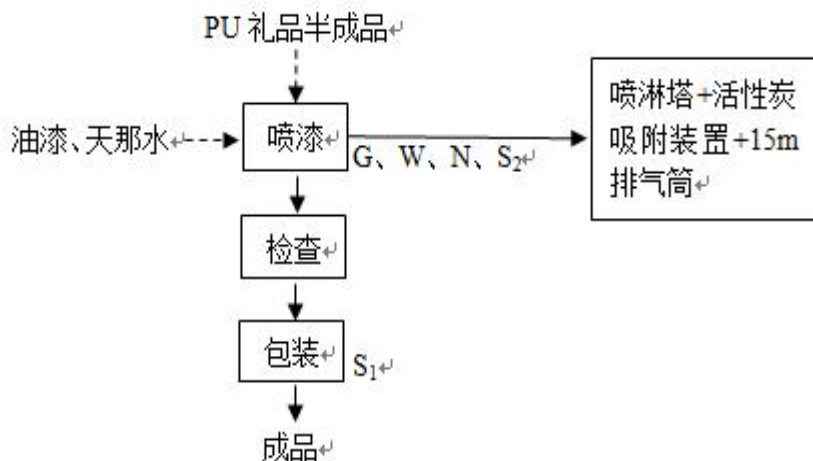 PU 礼品半成品
油漆、天那水
喷漆
G、W、N、S₂
喷淋塔+活性炭
吸附装置+15m
排气筒
检查
包装
S₁
成品